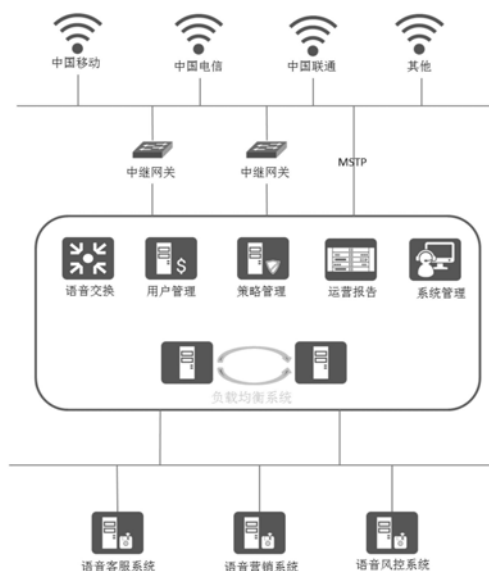 中国移动
中国电信
中国联通
其他
中继网关
中继网关
MSTP
语音交换
用户管理
$
策略管理
运营报告
系统管理
负载均衡系统
语音客服系统
语音营销系统
语音风控系统